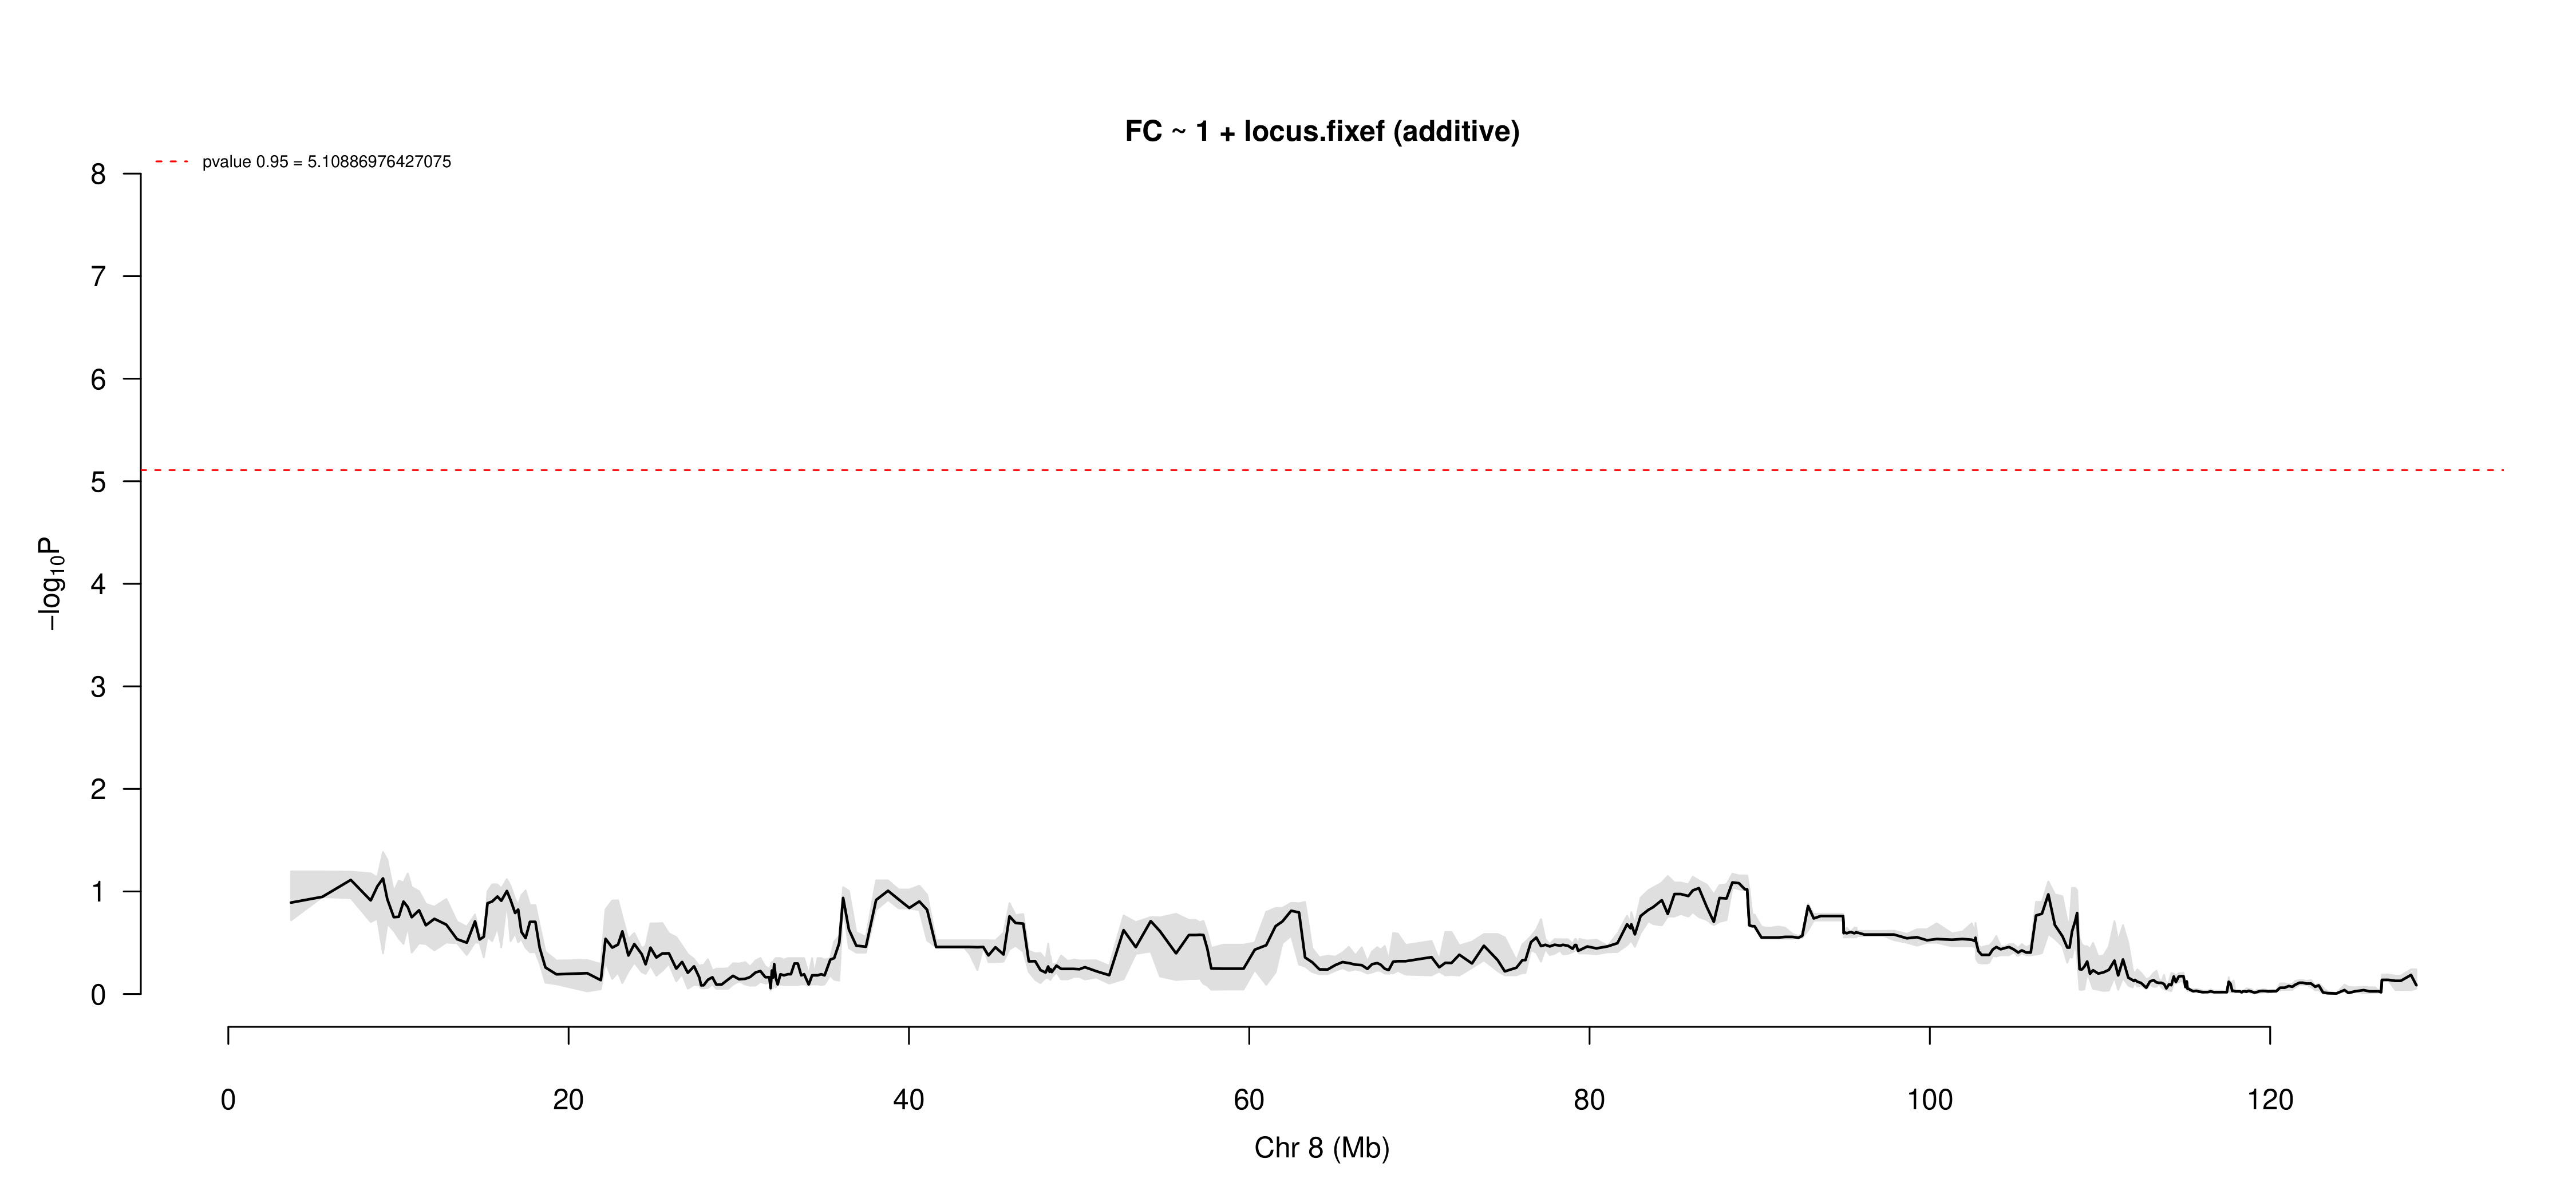 FC ~ 1 + locus.fixef (additive)
pvalue 0.95 = 5.10886976427075
8
7
6
5
4
3
2
1
0
−log10P
0 20 40 60 80 100 120
Chr 8 (Mb)